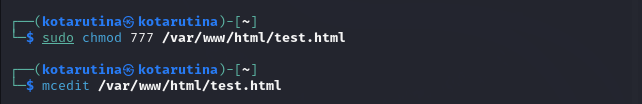 ┌──(kotarutina㉿kotarutina)-[~]
└─$ sudo chmod 777 /var/www/html/test.html
┌──(kotarutina㉿kotarutina)-[~]
└─$ mcedit /var/www/html/test.html